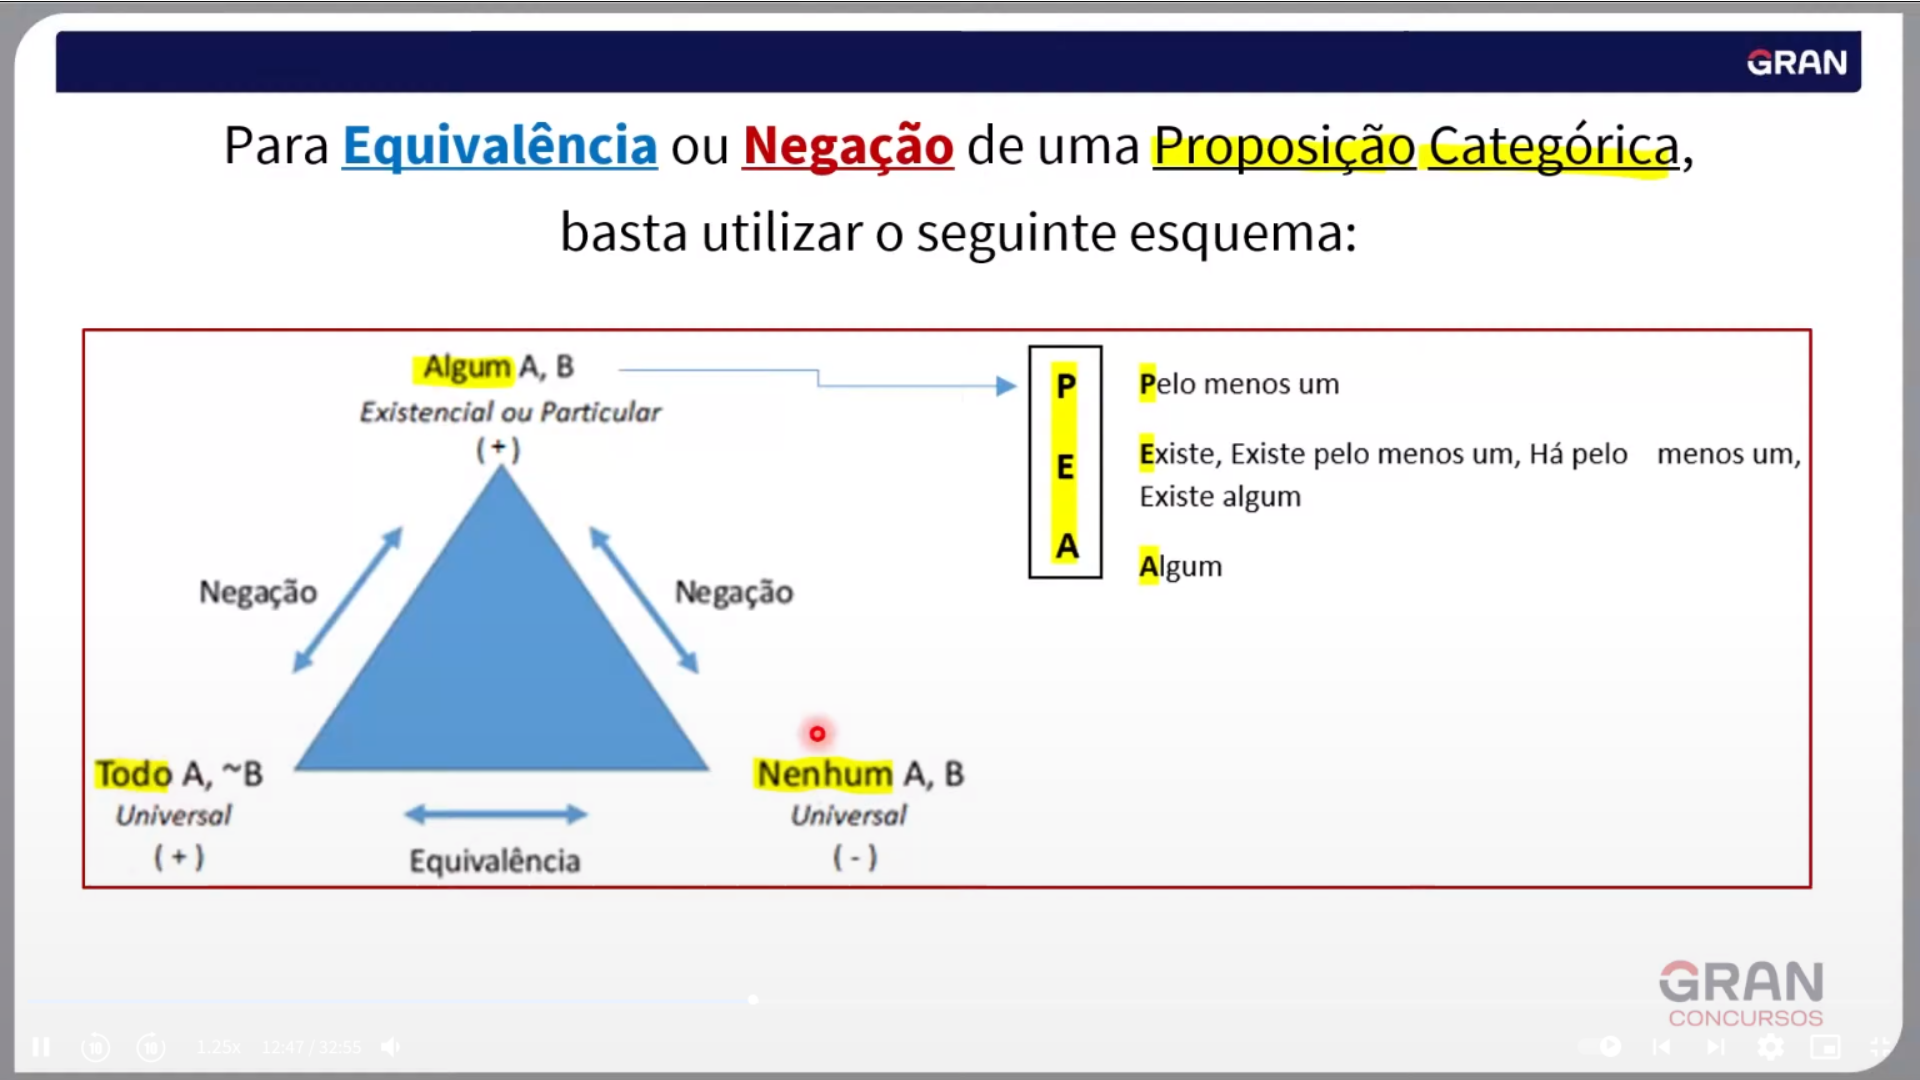 GRAN
Para Equivalência ou Negação de uma Proposição Categórica,
basta utilizar o seguinte esquema:
Algum A, B
Existencial ou Particular
(+)
Negação
Negação
Todo A, ~B
Universal
(+)
Equivalência
Nenhum A, B
Universal
(-)
P
E
A
Pelo menos um
Existe, Existe pelo menos um, Há pelo menos um,
Existe algum
Algum
GRAN
CONCURSOS
10
10
1.25x
12:47 / 32:55